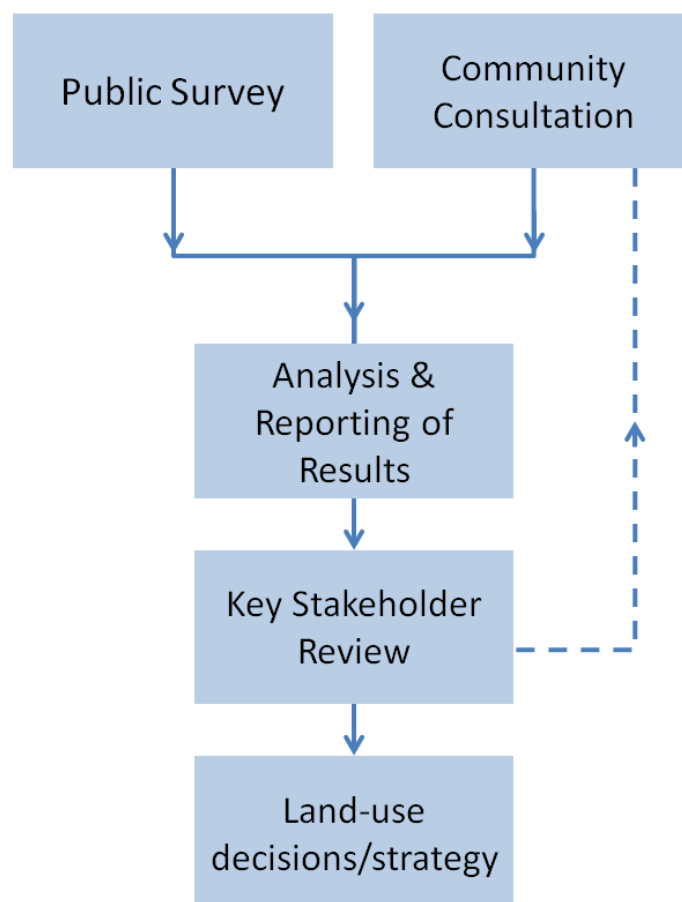 Public Survey
Community
Consultation
Analysis &
Reporting of
Results
Key Stakeholder
Review
Land-use
decisions/strategy